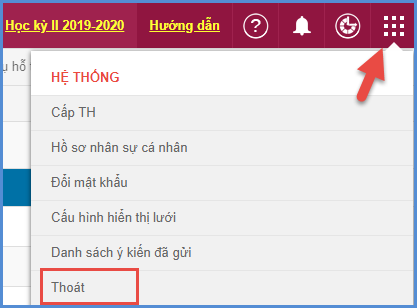 Học kỳ II 2019-2020 Hướng dẫn
ụ hỗ
HỆ THỐNG
Cấp TH
Hồ sơ nhân sự cá nhân
Đổi mật khẩu
Cấu hình hiển thị lưới
Danh sách ý kiến đã gửi
Thoát